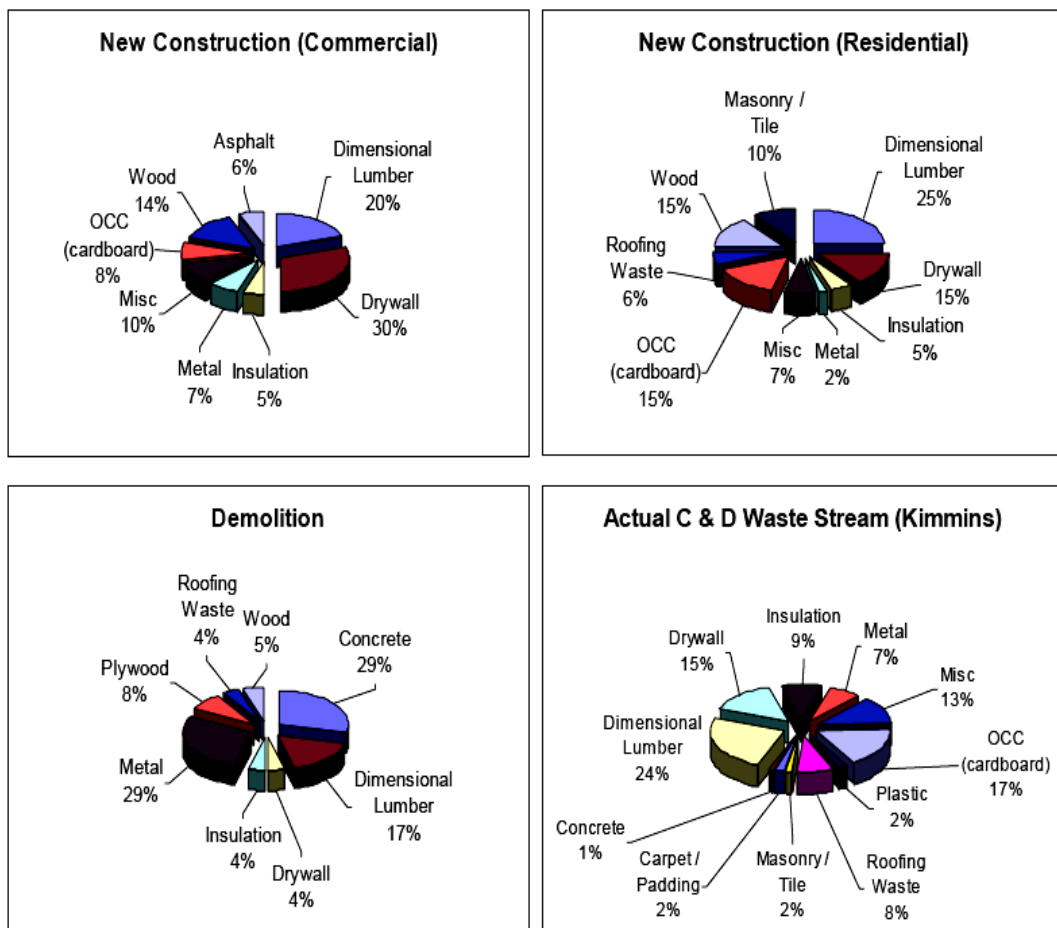 New Construction (Commercial)
Asphalt
6%
Dimensional
Lumber
20%
Wood
14%
OCC
(cardboard)
8%
Misc
10%
Drywall
30%
Metal
7%
Insulation
5%
New Construction (Residential)
Masonry /
Tile
10%
Dimensional
Lumber
25%
Wood
15%
Roofing
Waste
6%
Drywall
15%
Insulation
5%
OCC
(cardboard)
15%
Misc
7%
Metal
2%
Demolition
Roofing
Waste
4%
Wood
5%
Concrete
29%
Plywood
8%
Metal
29%
Dimensional
Lumber
17%
Insulation
4%
Drywall
4%
Actual C & D Waste Stream (Kimmins)
Insulation
9%
Metal
7%
Drywall
15%
Misc
13%
Dimensional
Lumber
24%
OCC
(cardboard)
17%
Plastic
2%
Concrete
1%
Carpet /
Padding
2%
Masonry /
Tile
2%
Roofing
Waste
8%